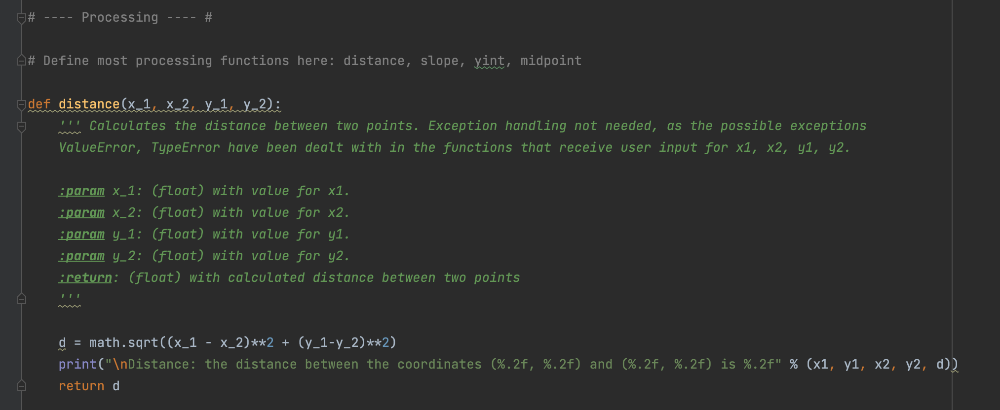 # ---- Processing ---- #
# Define most processing functions here: distance, slope, yint, midpoint
def distance(x_1, x_2, y_1, y_2):
''' Calculates the distance between two points. Exception handling not needed, as the possible exceptions
ValueError, TypeError have been dealt with in the functions that receive user input for x1, x2, y1, y2.
:param x_1: (float) with value for x1.
:param x_2: (float) with value for x2.
:param y_1: (float) with value for y1.
:param y_2: (float) with value for y2.
:return: (float) with calculated distance between two points
'''
d = math.sqrt((x_1 - x_2)**2 + (y_1-y_2)**2)
print("\nDistance: the distance between the coordinates (%.2f, %.2f) and (%.2f, %.2f) is %.2f" % (x1, y1, x2, y2, d))
return d